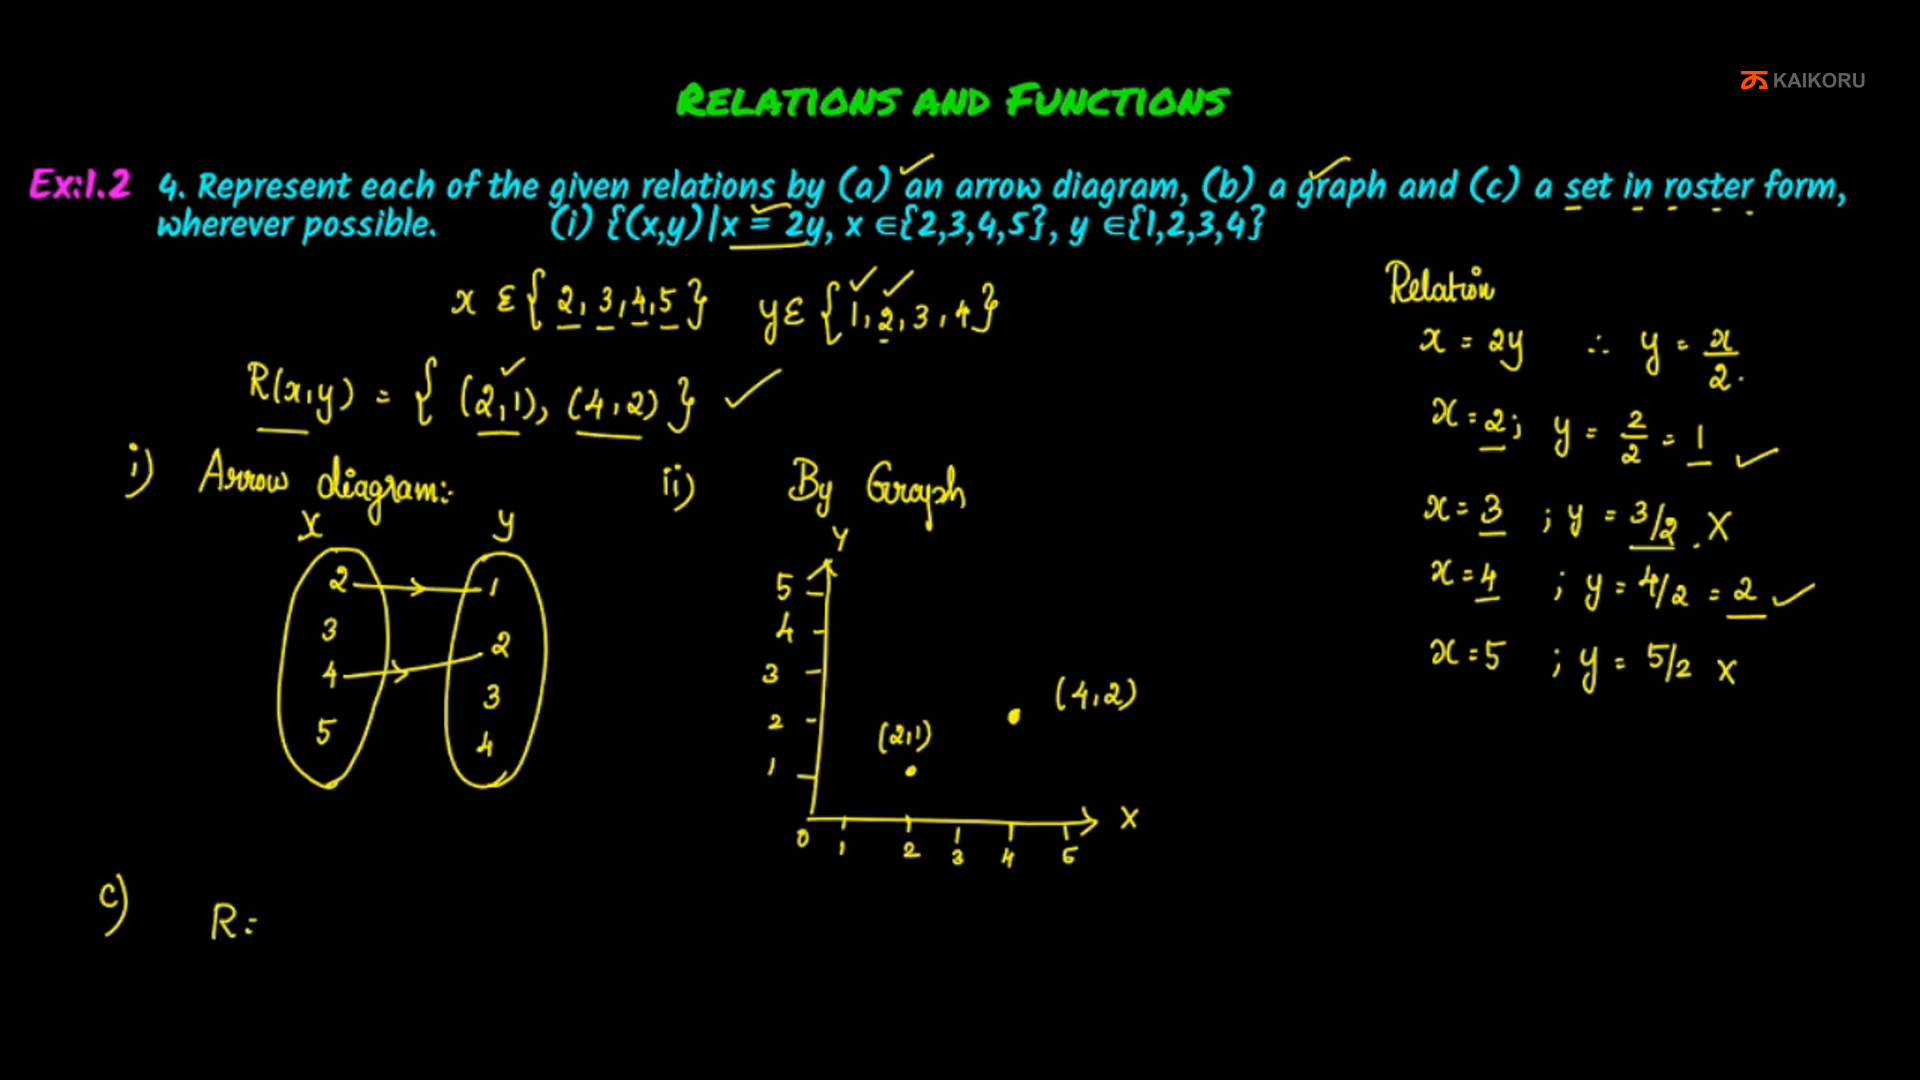 KAIKORU
RELATIONS AND FUNCTIONS
Ex:1.2 4. Represent each of the given relations by (a) an arrow diagram, (b) a graph and (c) a set in roster form,
wherever possible. (i) {(x,y)|x = 2y, x ∈{2,3,4,5}, y ∈{1,2,3,4}
x ε {2, 3, 4, 5} y ε {1, 2, 3, 4}
R(x,y) = { (2,1), (4,2) }
i) Arrow diagram:-
x y
2 1
3 2
4 3
5 4
ii) By Graph
Y
5
4
3
2
1
(2,1)
(4,2)
0 1 2 3 4 5 X
c) R=
Relation
x = 2y ∴ y = x/2.
x = 2; y = 2/2 = 1
x = 3 ; y = 3/2. X
x = 4 ; y = 4/2 = 2
x = 5 ; y = 5/2 X